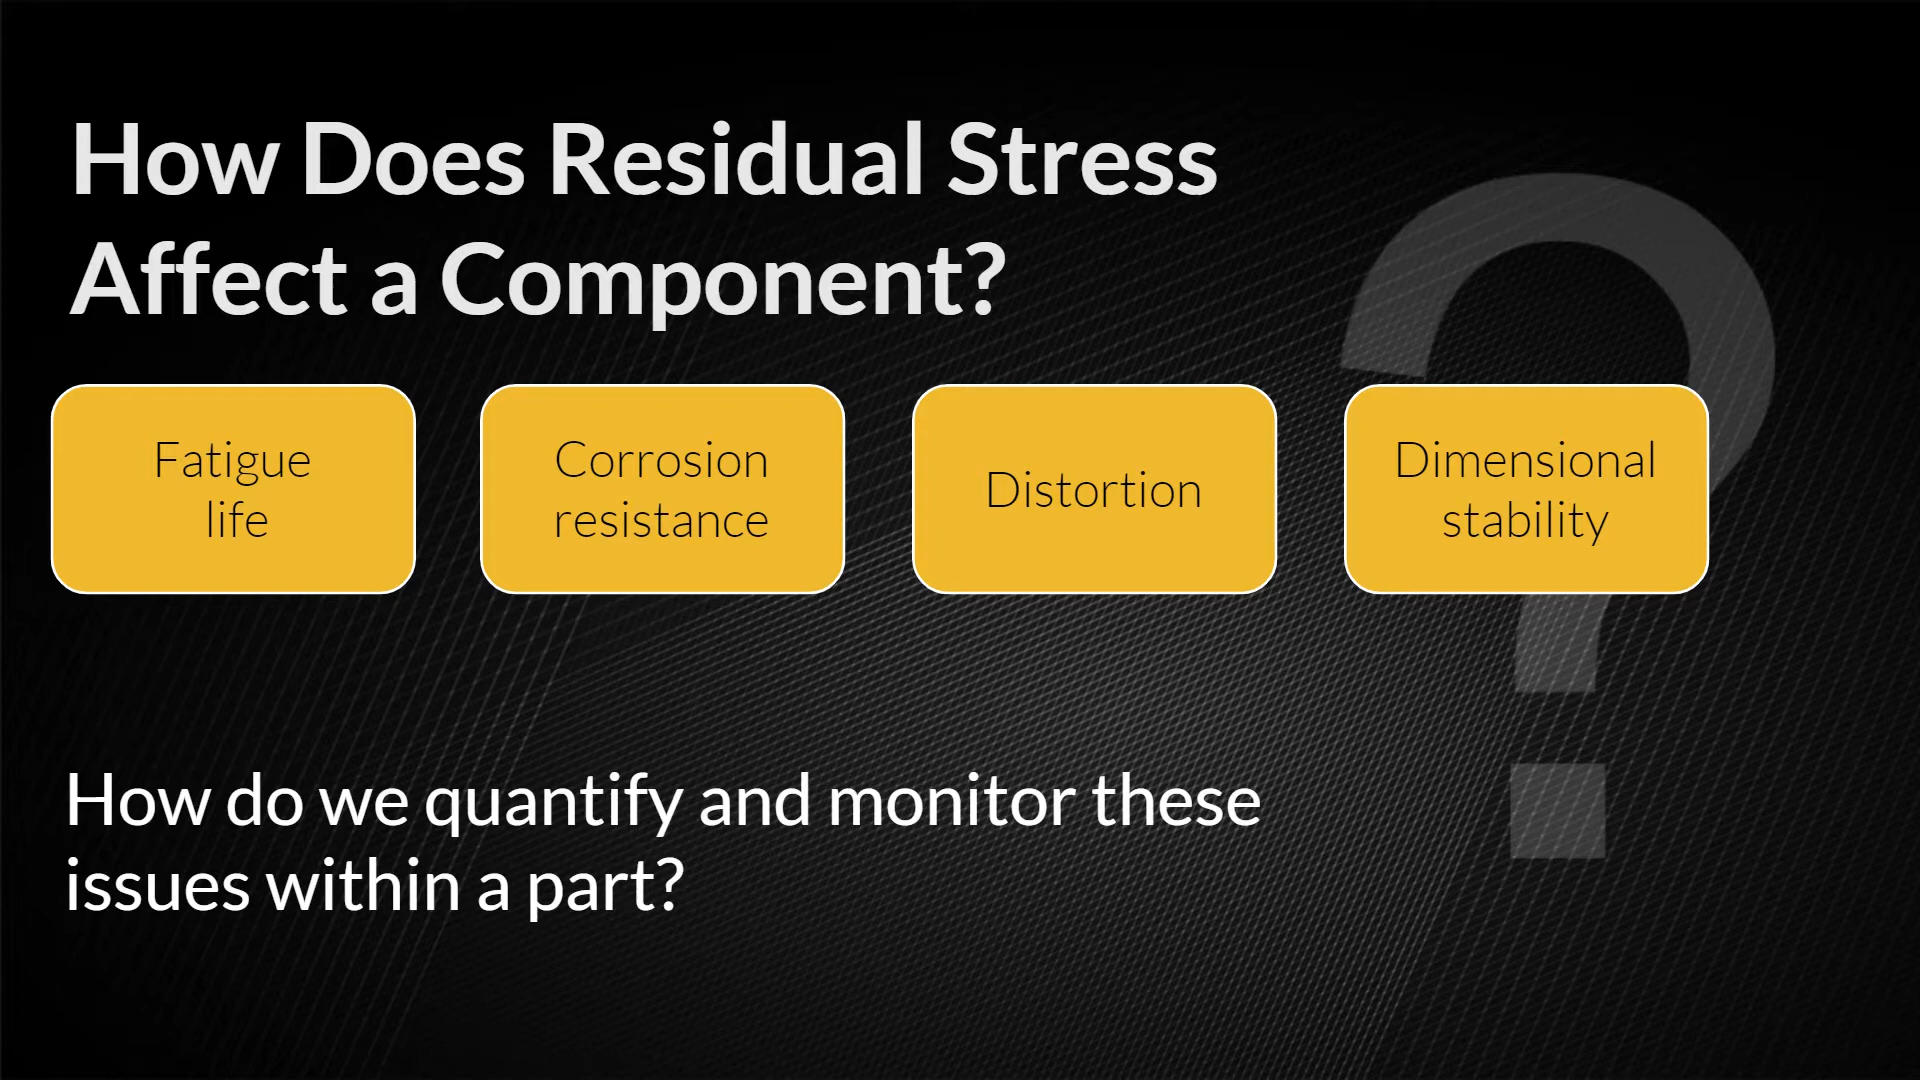 How Does Residual Stress
Affect a Component?
Fatigue
life
Corrosion
resistance
Distortion
Dimensional
stability
How do we quantify and monitor these
issues within a part?